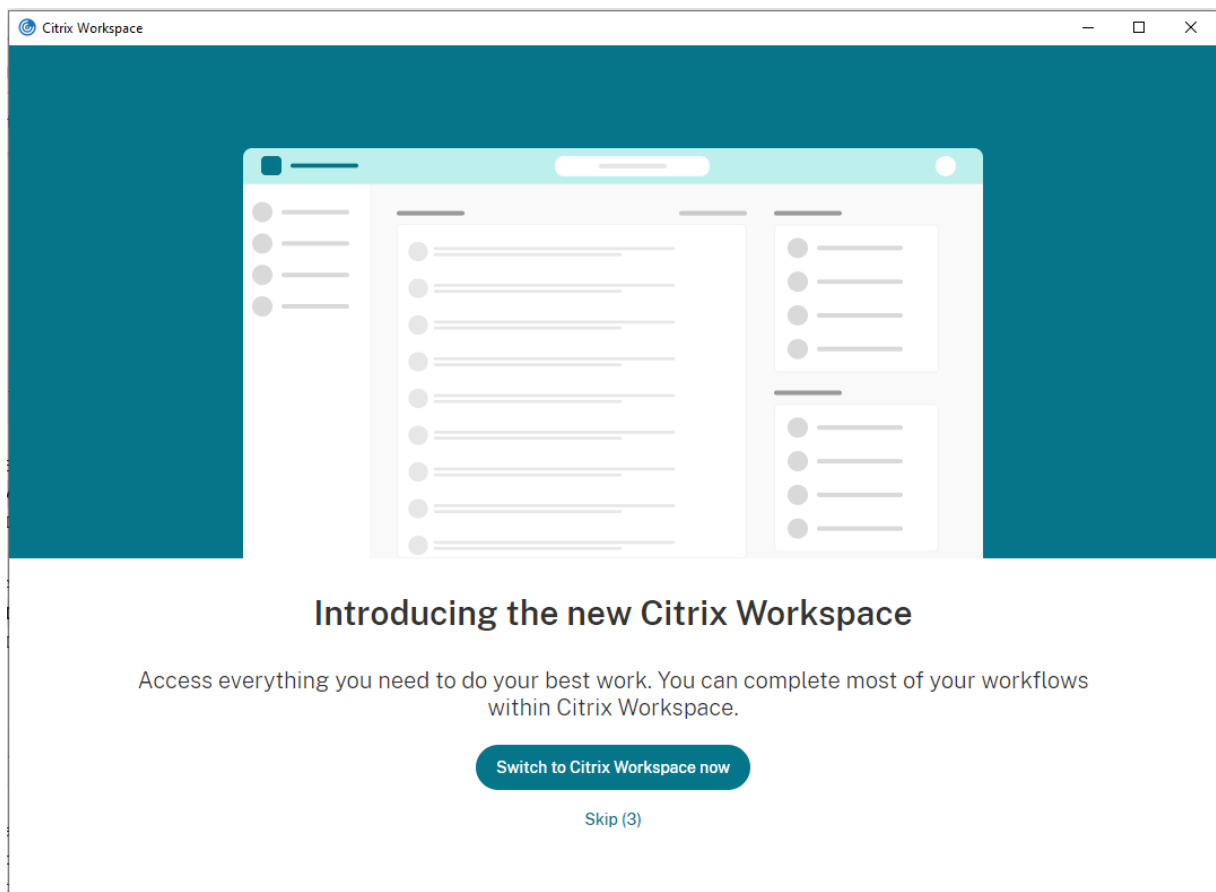 Citrix Workspace
Introducing the new Citrix Workspace
Access everything you need to do your best work. You can complete most of your workflows
within Citrix Workspace.
Switch to Citrix Workspace now
Skip (3)